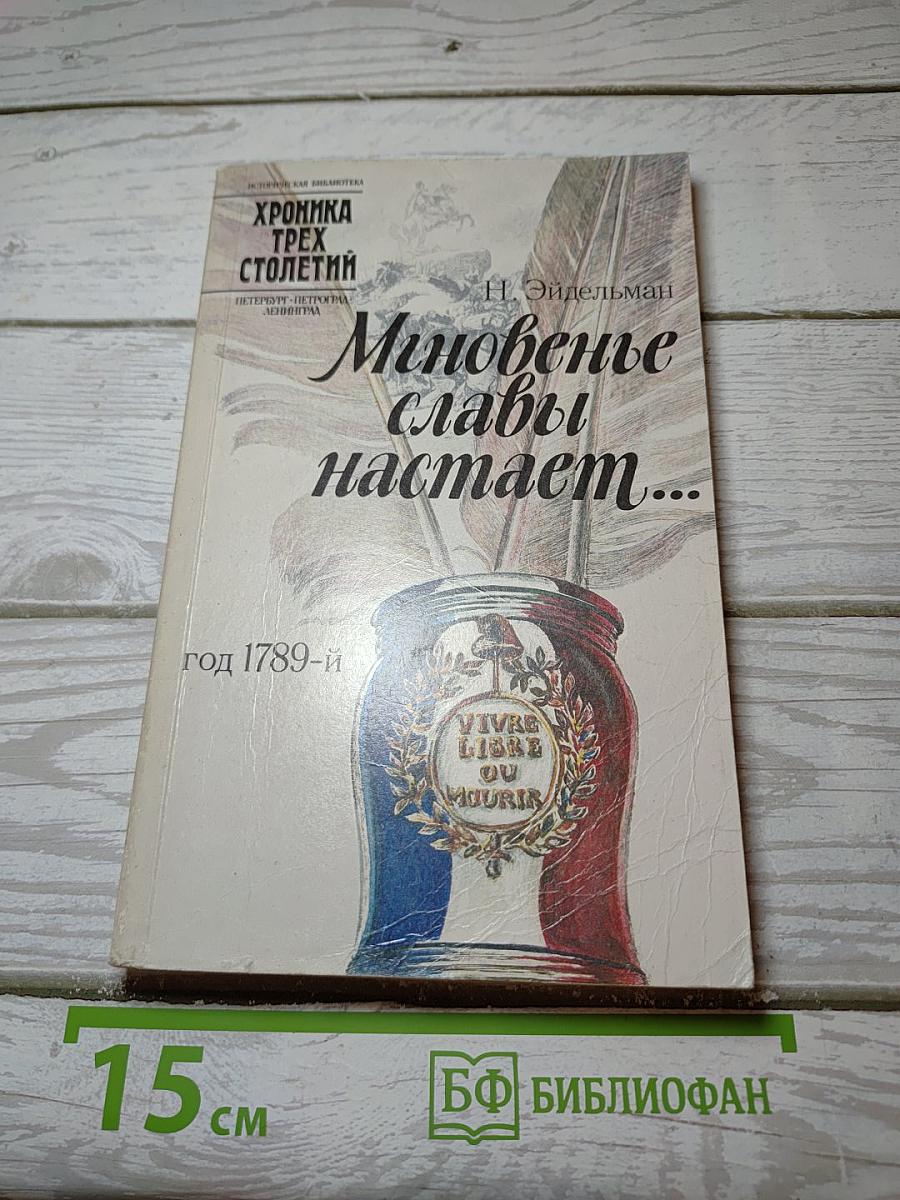 ИСТОРИЧЕСКАЯ БИБЛИОТЕКА
ХРОНИКА
ТРЕХ
СТОЛЕТИЙ
ПЕТЕРБУРГ·ПЕТРОГРАД·
ЛЕНИНГРАД
Н. Эйдельман
Мгновенье
славы
настает...
год 1789-й
VIVRE
LIBRE
OU
MOURIR
15 см
БФ БИБЛИОФАН